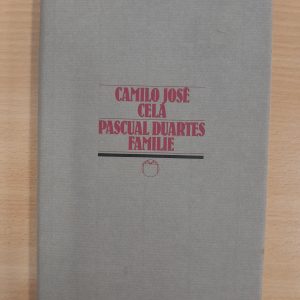 CAMILO JOSÉ
CELA
PASCUAL DUARTES
FAMILIE